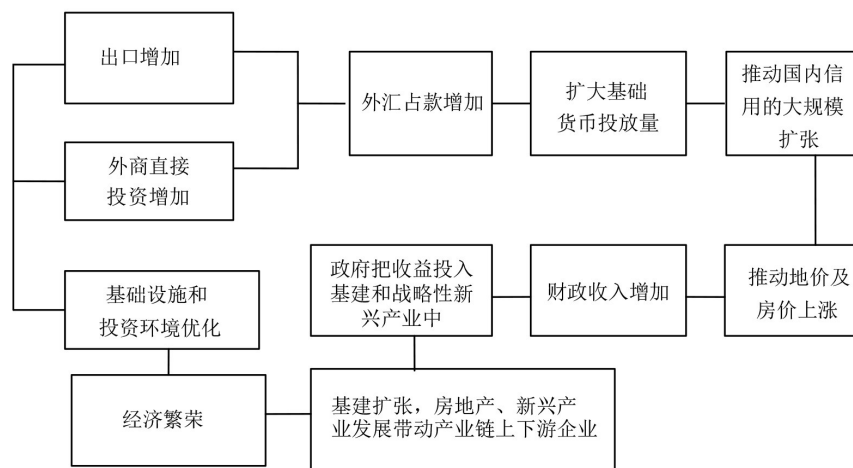 出口增加
外商直接
投资增加
外汇占款增加
扩大基础
货币投放量
推动国内信
用的大规模
扩张
推动地价及
房价上涨
财政收入增加
政府把收益投入
基建和战略性新
兴产业中
基建扩张，房地产、新兴产
业发展带动产业链上下游企业
经济繁荣
基础设施和
投资环境优化